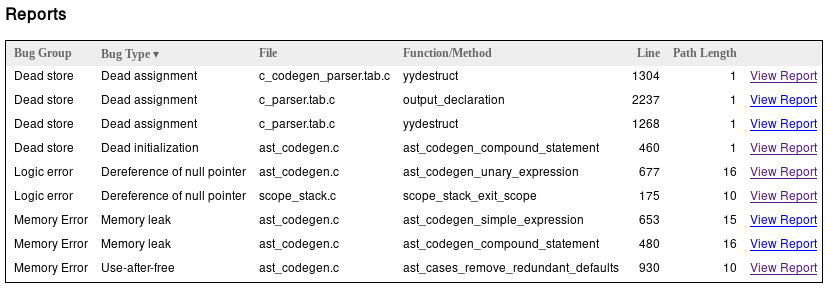 Reports
Bug Group Bug Type ▾ File Function/Method Line Path Length
Dead store Dead assignment c_codegen_parser.tab.c yydestruct 1304 1 View Report
Dead store Dead assignment c_parser.tab.c output_declaration 2237 1 View Report
Dead store Dead assignment c_parser.tab.c yydestruct 1268 1 View Report
Dead store Dead initialization ast_codegen.c ast_codegen_compound_statement 460 1 View Report
Logic error Dereference of null pointer ast_codegen.c ast_codegen_unary_expression 677 16 View Report
Logic error Dereference of null pointer scope_stack.c scope_stack_exit_scope 175 10 View Report
Memory Error Memory leak ast_codegen.c ast_codegen_simple_expression 653 15 View Report
Memory Error Memory leak ast_codegen.c ast_codegen_compound_statement 480 16 View Report
Memory Error Use-after-free ast_codegen.c ast_cases_remove_redundant_defaults 930 10 View Report